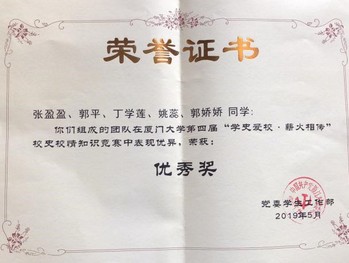 荣誉证书
张盈盈、郭平、丁学莲、姚蕊、郭娇娇 同学:
你们组成的团队在厦门大学第四届“学史爱校·薪火相传”
校史校情知识竞赛中表现优异,荣获:
优秀奖
党委学生工作部
2019年5月